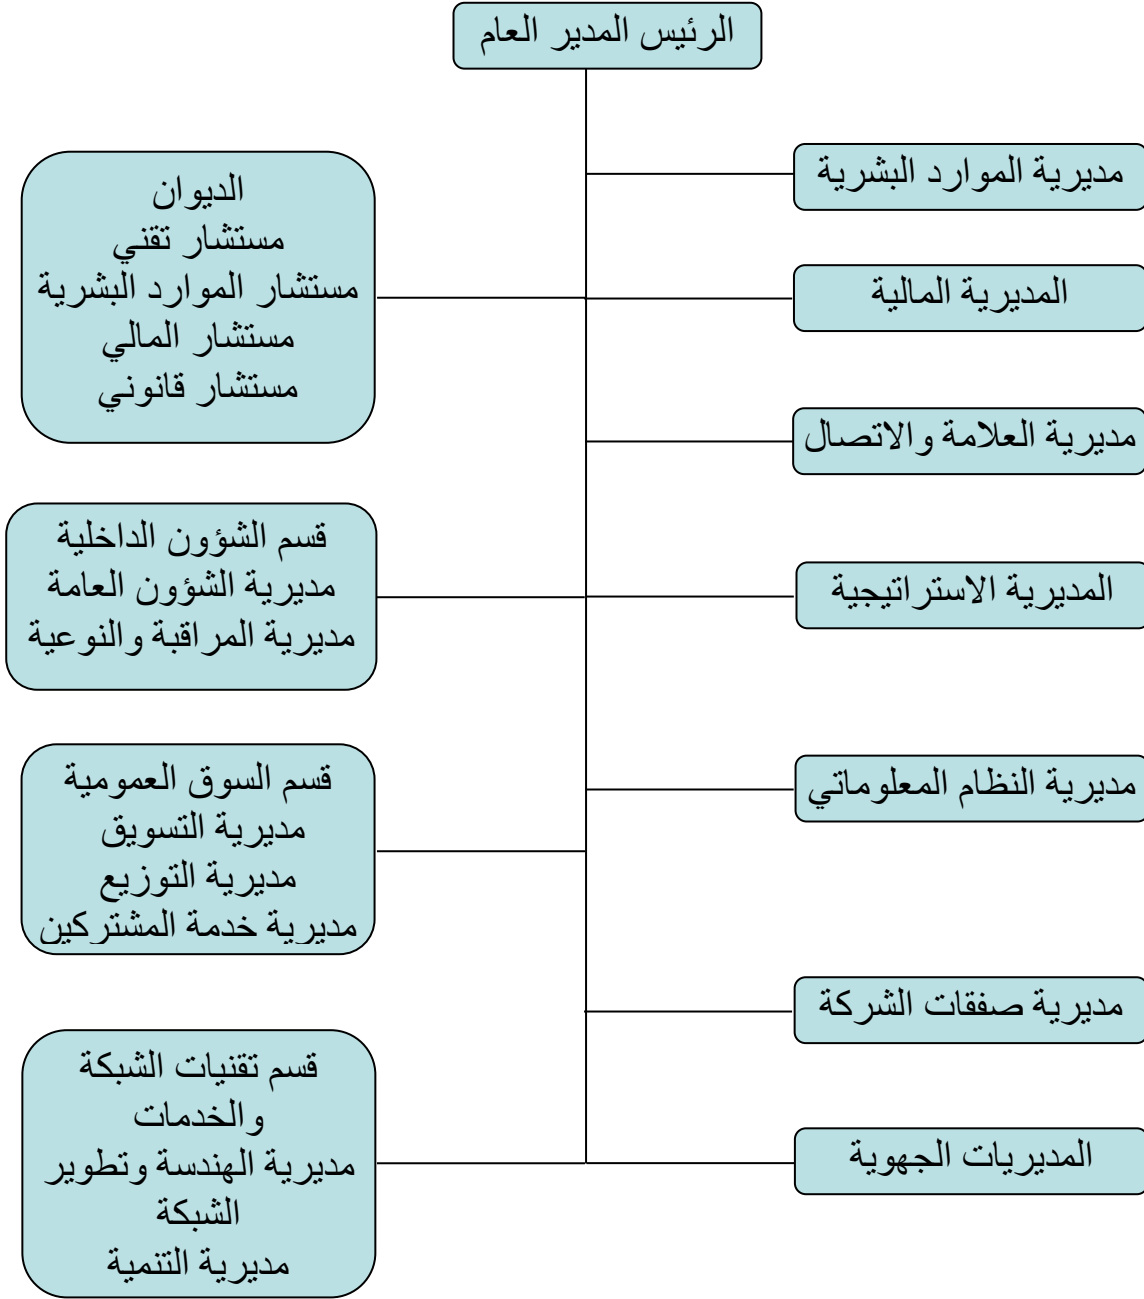 الرئيس المدير العام
مديرية الموارد البشرية
المديرية المالية
مديرية العلامة والاتصال
المديرية الاستراتيجية
مديرية النظام المعلوماتي
مديرية صفقات الشركة
المديريات الجهوية
الديوان
مستشار تقني
مستشار الموارد البشرية
مستشار المالي
مستشار قانوني
قسم الشؤون الداخلية
مديرية الشؤون العامة
مديرية المراقبة والنوعية
قسم السوق العمومية
مديرية التسويق
مديرية التوزيع
مديرية خدمة المشتركين
قسم تقنيات الشبكة
والخدمات
مديرية الهندسة وتطوير
الشبكة
مديرية التنمية